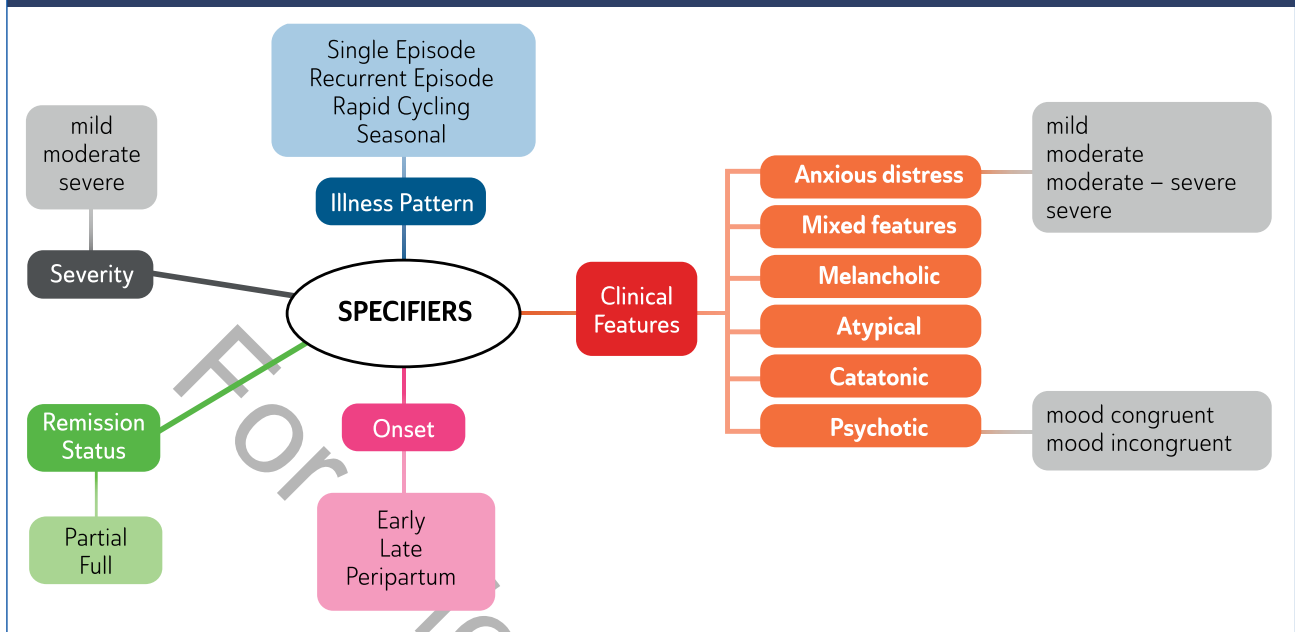 Single Episode
Recurrent Episode
Rapid Cycling
Seasonal
Illness Pattern
mild
moderate
severe
Severity
SPECIFIERS
Remission
Status
Partial
Full
Onset
Early
Late
Peripartum
Clinical
Features
Anxious distress
Mixed features
Melancholic
Atypical
Catatonic
Psychotic
mild
moderate
moderate – severe
severe
mood congruent
mood incongruent
For